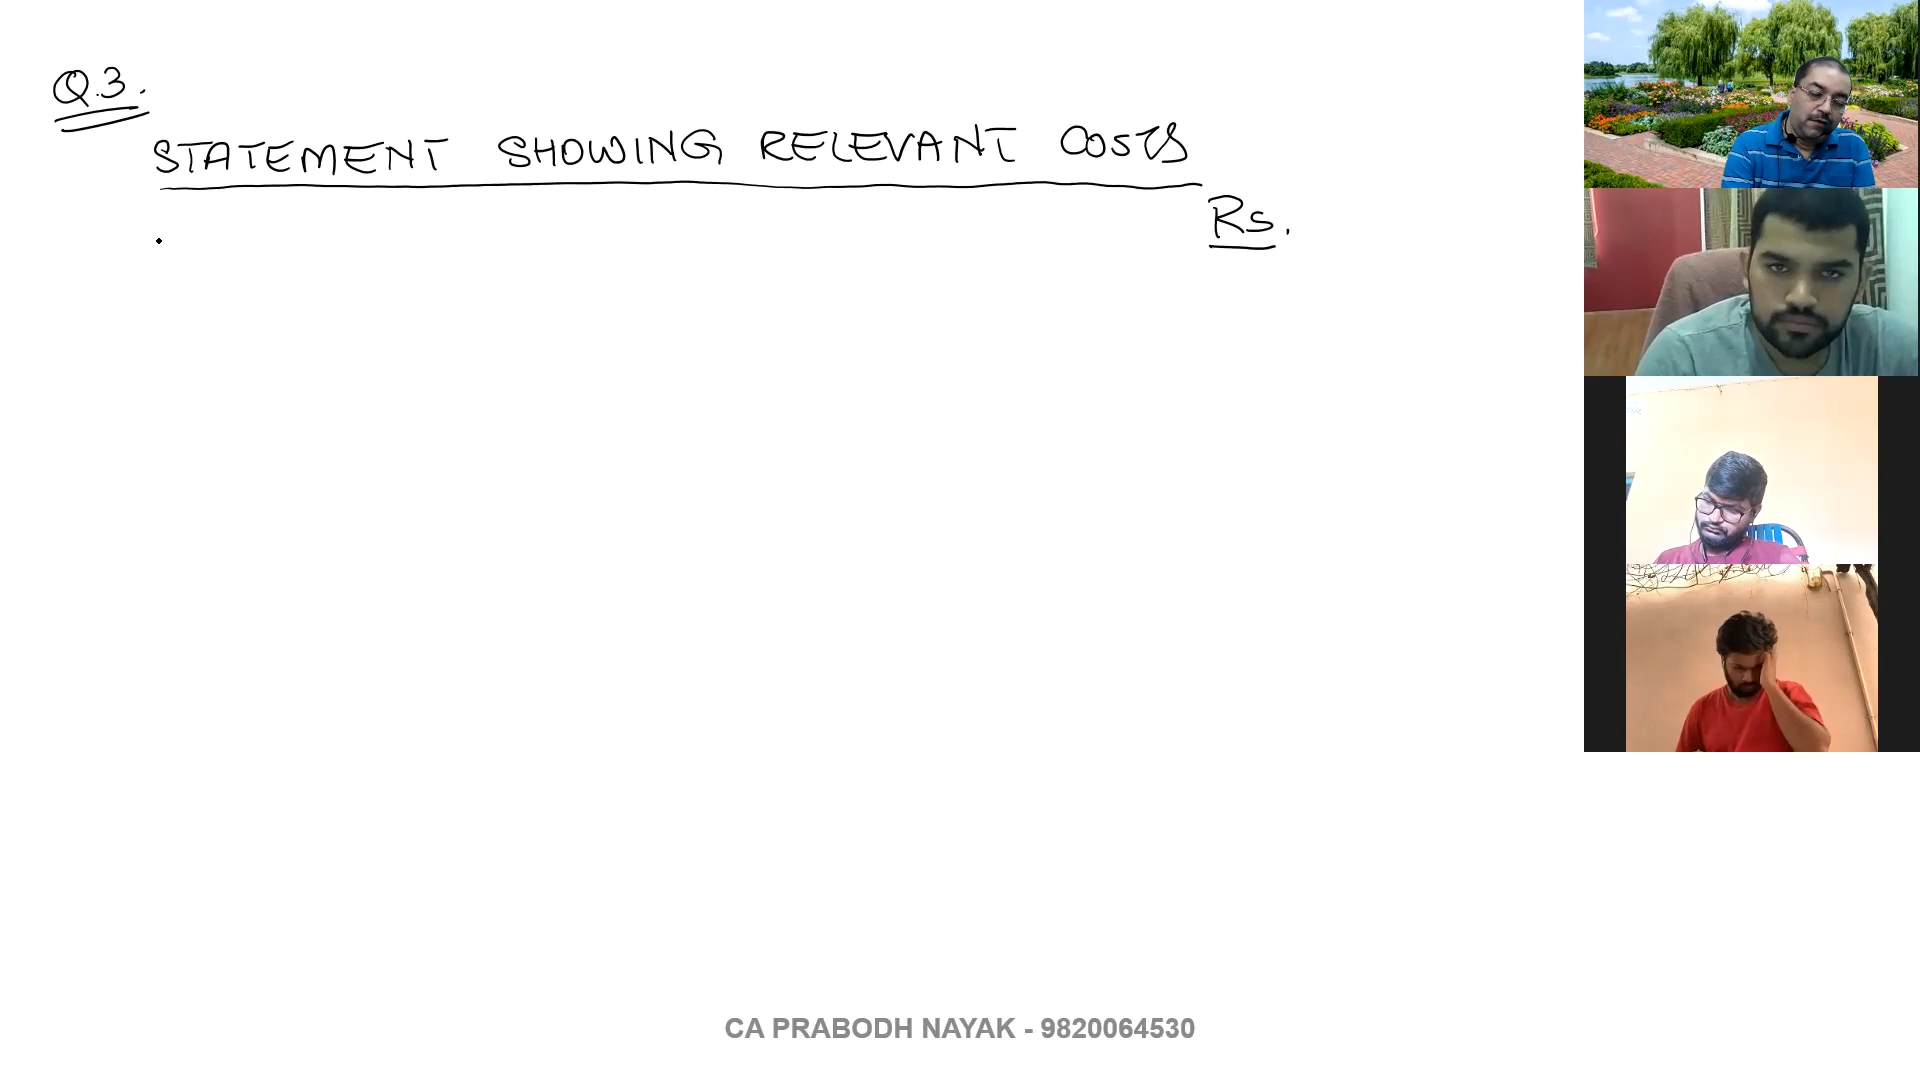 Q.3.
STATEMENT SHOWING RELEVANT COSTS
Rs.
CA PRABODH NAYAK - 9820064530